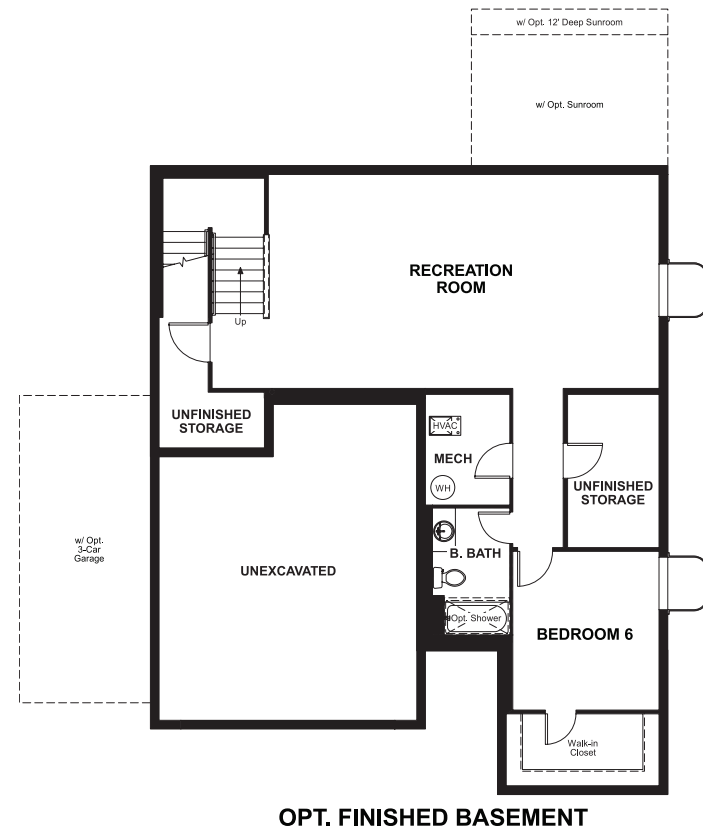 w/ Opt. 12' Deep Sunroom
w/ Opt. Sunroom
RECREATION
ROOM
Up
UNFINISHED
STORAGE
HVAC
MECH
WH
UNFINISHED
STORAGE
w/ Opt.
3-Car
Garage
UNEXCAVATED
B. BATH
Opt. Shower
BEDROOM 6
Walk-in
Closet
OPT. FINISHED BASEMENT